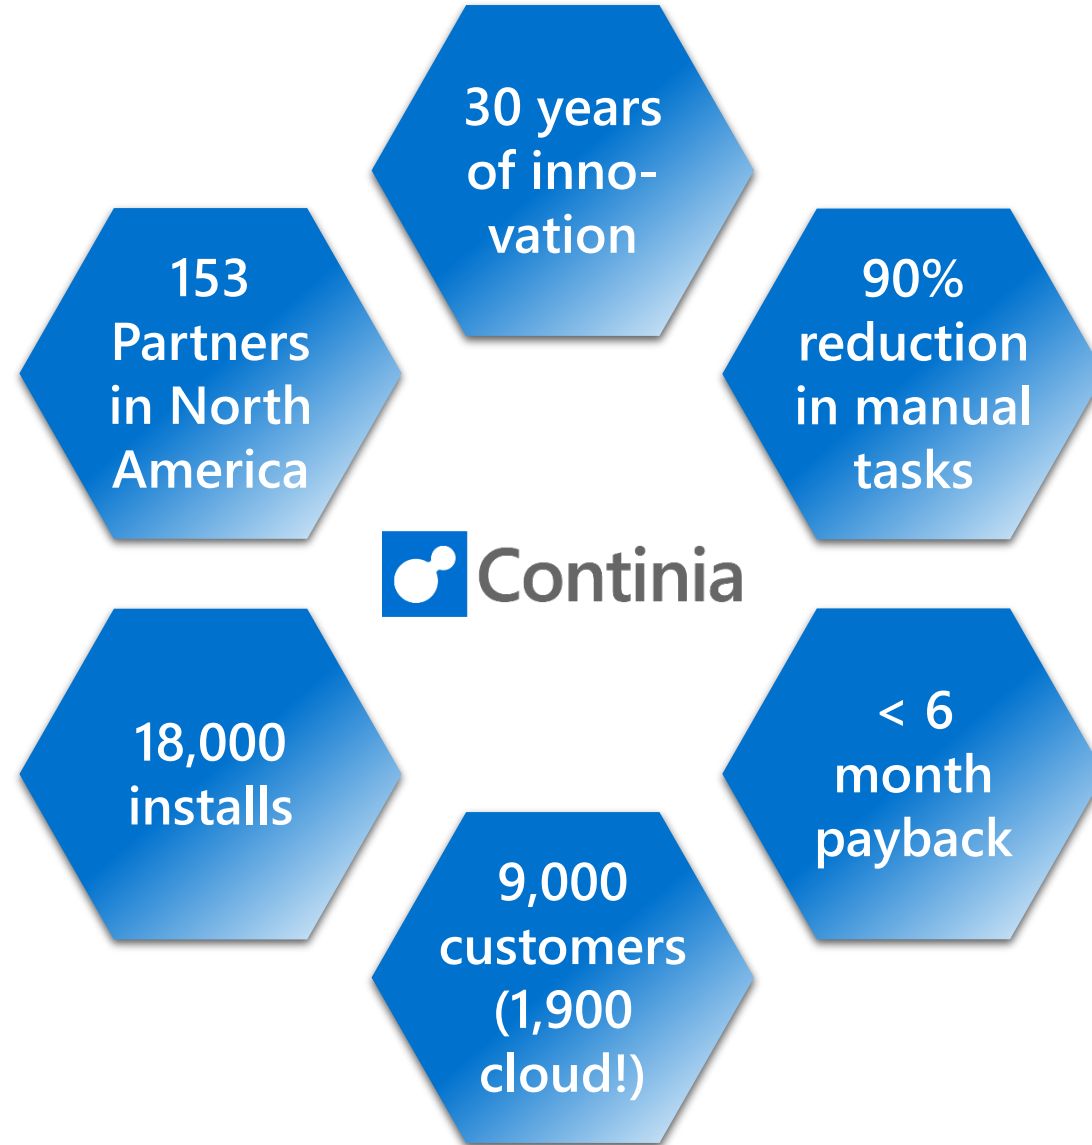 30 years
of inno-
vation
153
Partners
in North
America
90%
reduction
in manual
tasks
Continia
18,000
installs
< 6
month
payback
9,000
customers
(1,900
cloud!)